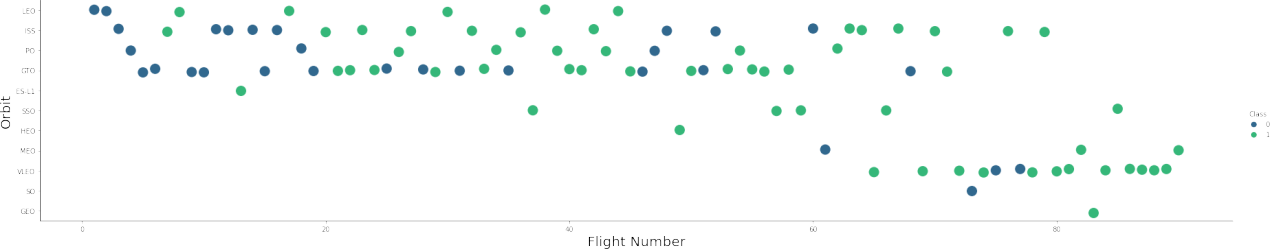 LEO
ISS
PO
GTO
ES-L1
SSO
HEO
MEO
VLEO
SO
GEO
Orbit
0 20 40 60 80
Flight Number
Class
0
1